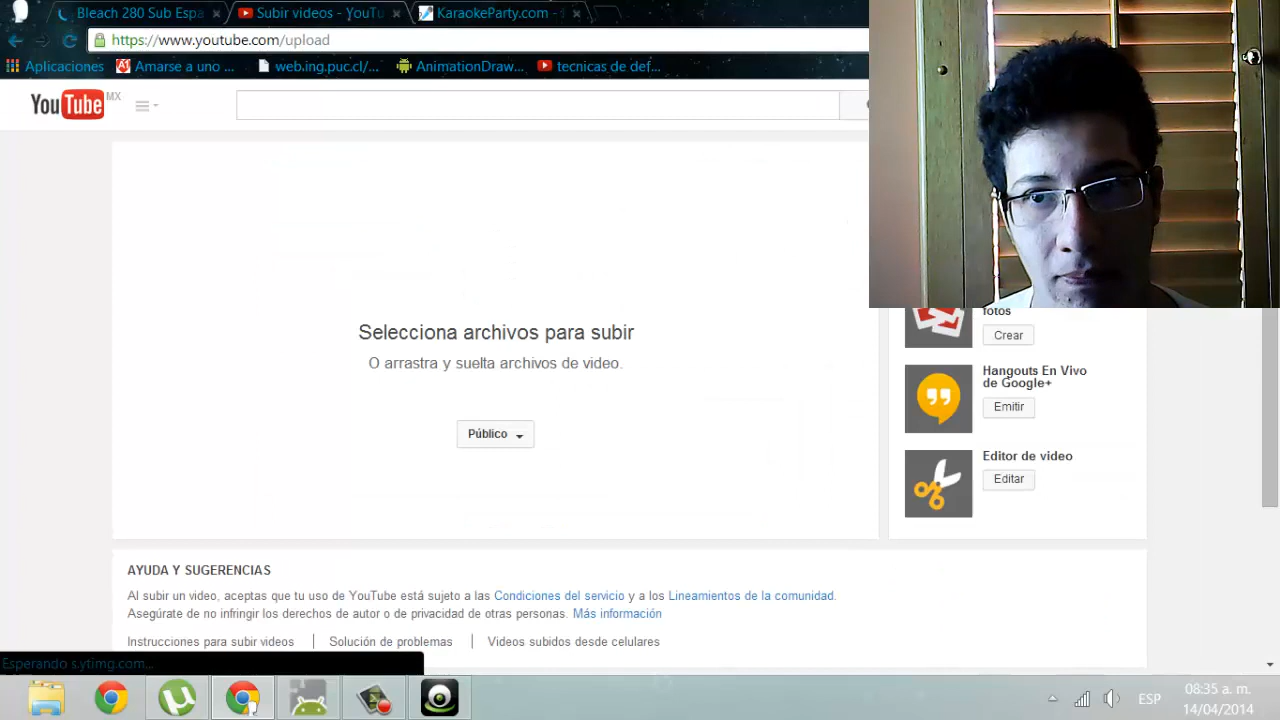 Bleach 280 Sub Espa
Subir videos - YouTu
KaraokeParty.com -
https://www.youtube.com/upload
Aplicaciones
Amarse a uno ...
web.ing.puc.cl/...
AnimationDraw...
tecnicas de def...
YouTube MX
Selecciona archivos para subir
O arrastra y suelta archivos de video.
Público
fotos
Crear
Hangouts En Vivo
de Google+
Emitir
Editor de video
Editar
AYUDA Y SUGERENCIAS
Al subir un video, aceptas que tu uso de YouTube está sujeto a las Condiciones del servicio y a los Lineamientos de la comunidad.
Asegúrate de no infringir los derechos de autor o de privacidad de otras personas. Más información
Instrucciones para subir videos
Solución de problemas
Videos subidos desde celulares
Esperando s.ytimg.com...
ESP
08:35 a. m.
14/04/2014